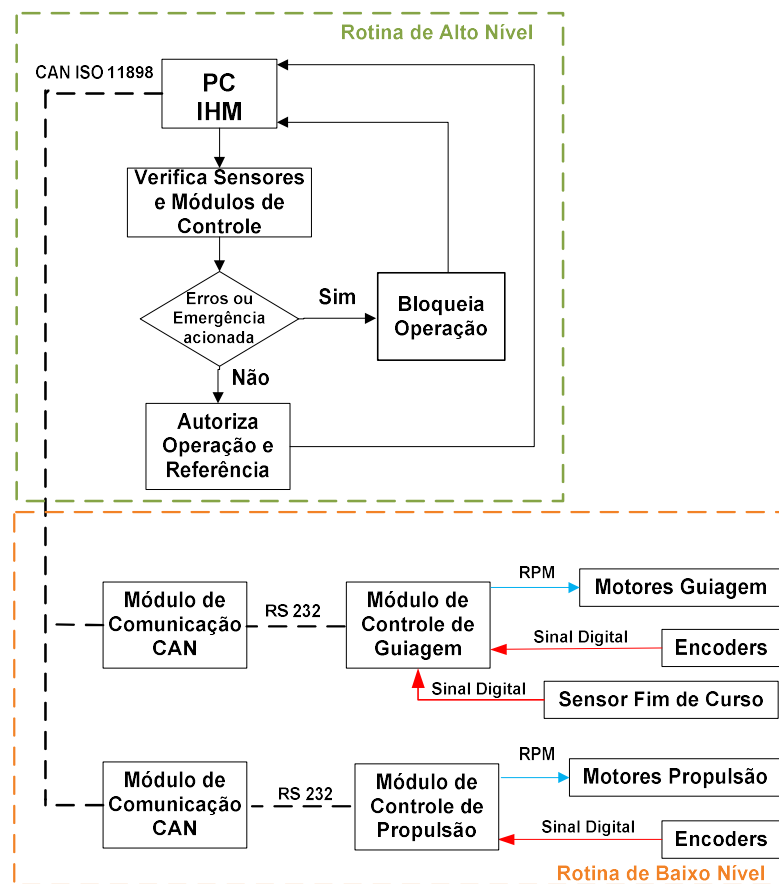 Rotina de Alto Nível
CAN ISO 11898
PC
IHM
Verifica Sensores
e Módulos de
Controle
Erros ou
Emergência
acionada
Sim
Bloqueia
Operação
Não
Autoriza
Operação e
Referência
Módulo de
Comunicação
CAN
RS 232
Módulo de
Controle de
Guiagem
RPM
Motores Guiagem
Sinal Digital
Encoders
Sinal Digital
Sensor Fim de Curso
Módulo de
Comunicação
CAN
RS 232
Módulo de
Controle de
Propulsão
RPM
Motores Propulsão
Sinal Digital
Encoders
Rotina de Baixo Nível